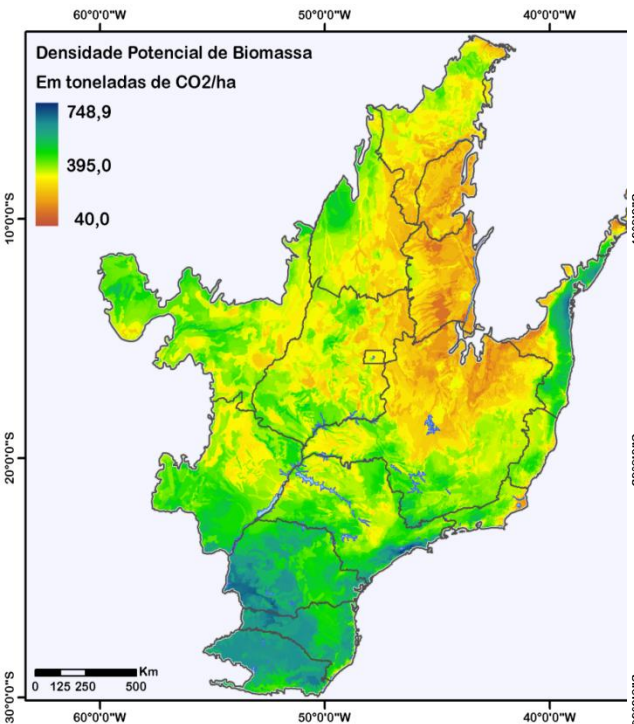 60°0'0"W 50°0'0"W 40°0'0"W
Densidade Potencial de Biomassa
Em toneladas de CO2/ha
748,9
395,0
40,0
10°0'0"S
20°0'0"S
30°0'0"S
Km
0 125 250 500
60°0'0"W 50°0'0"W 40°0'0"W